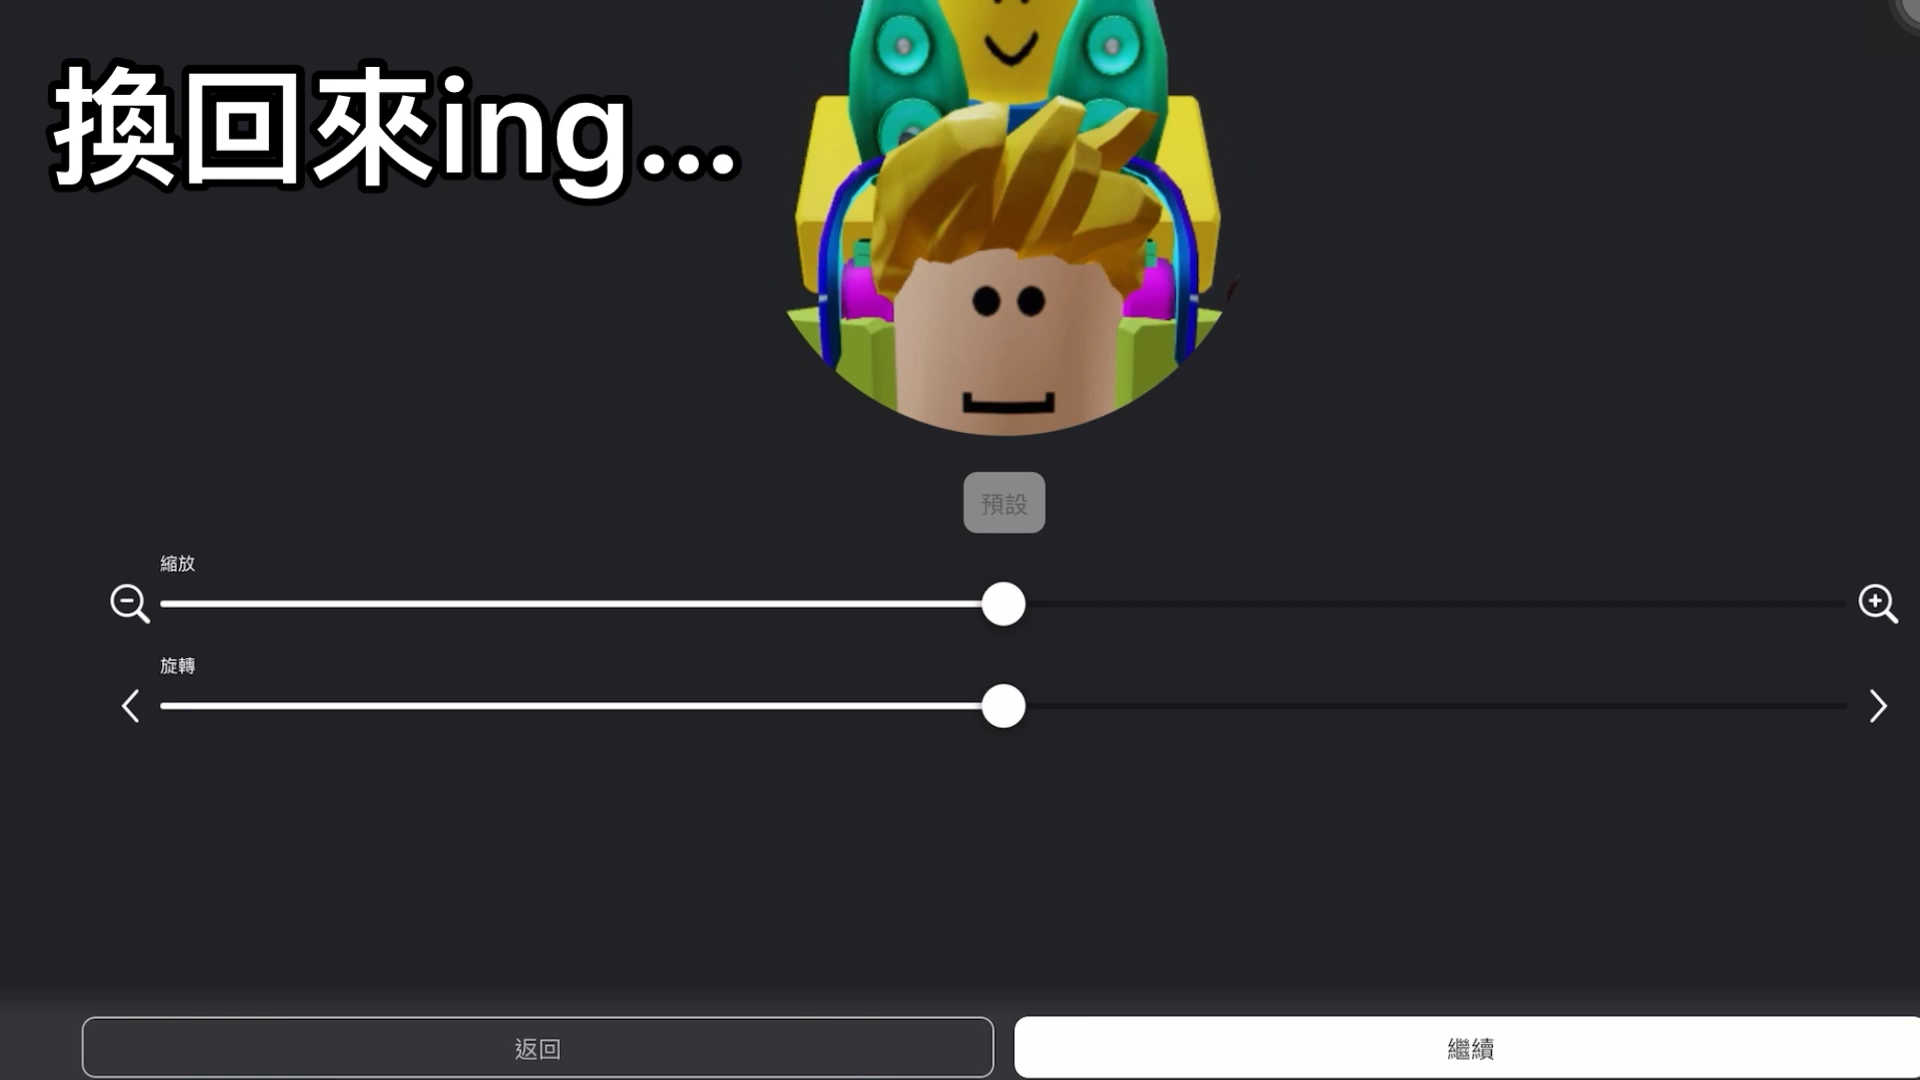 換回來ing...
預設
縮放
旋轉
返回
繼續